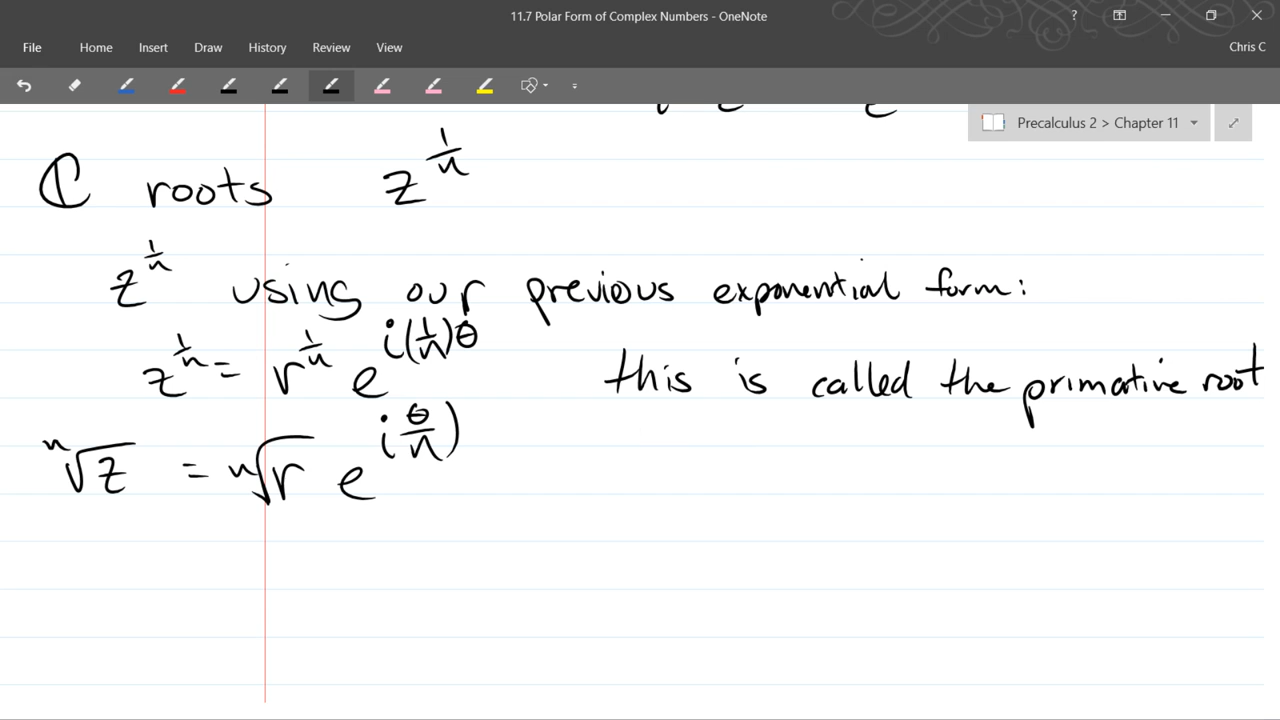 11.7 Polar Form of Complex Numbers - OneNote
?
File Home Insert Draw History Review View
Chris C
Precalculus 2 > Chapter 11
ℂ roots z^{1/n}
z^{1/n} using our previous exponential form:
z^{1/n} = r^{1/n} e^{i(1/n)θ} this is called the primative root
ⁿ√z = ⁿ√r e^{i θ/n)}